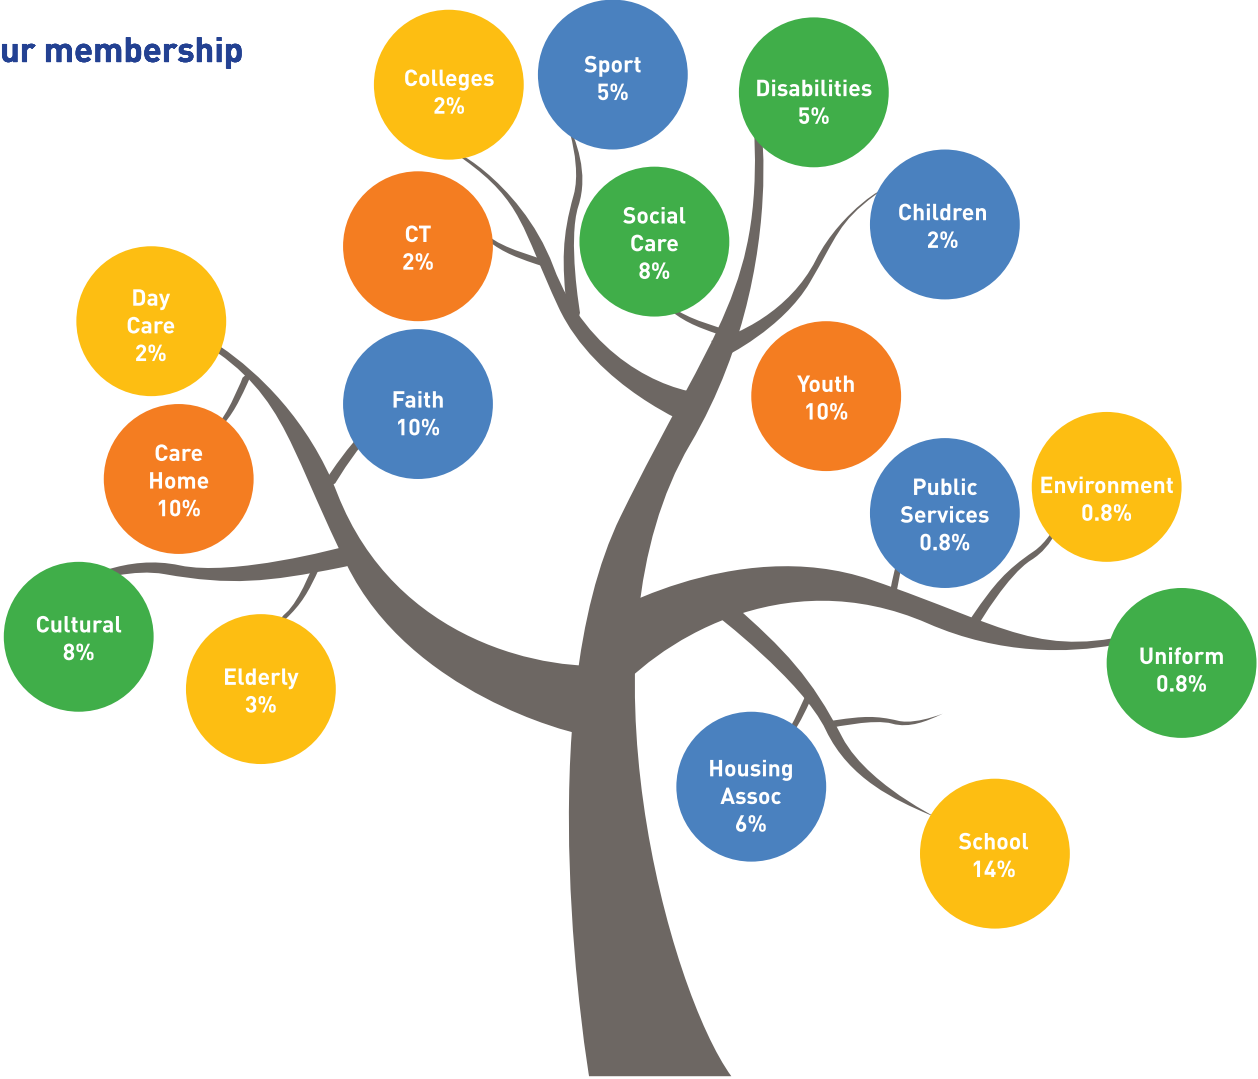 ur membership
Colleges
2%
Sport
5%
Disabilities
5%
CT
2%
Social
Care
8%
Children
2%
Day
Care
2%
Faith
10%
Youth
10%
Care
Home
10%
Public
Services
0.8%
Environment
0.8%
Cultural
8%
Elderly
3%
Uniform
0.8%
Housing
Assoc
6%
School
14%